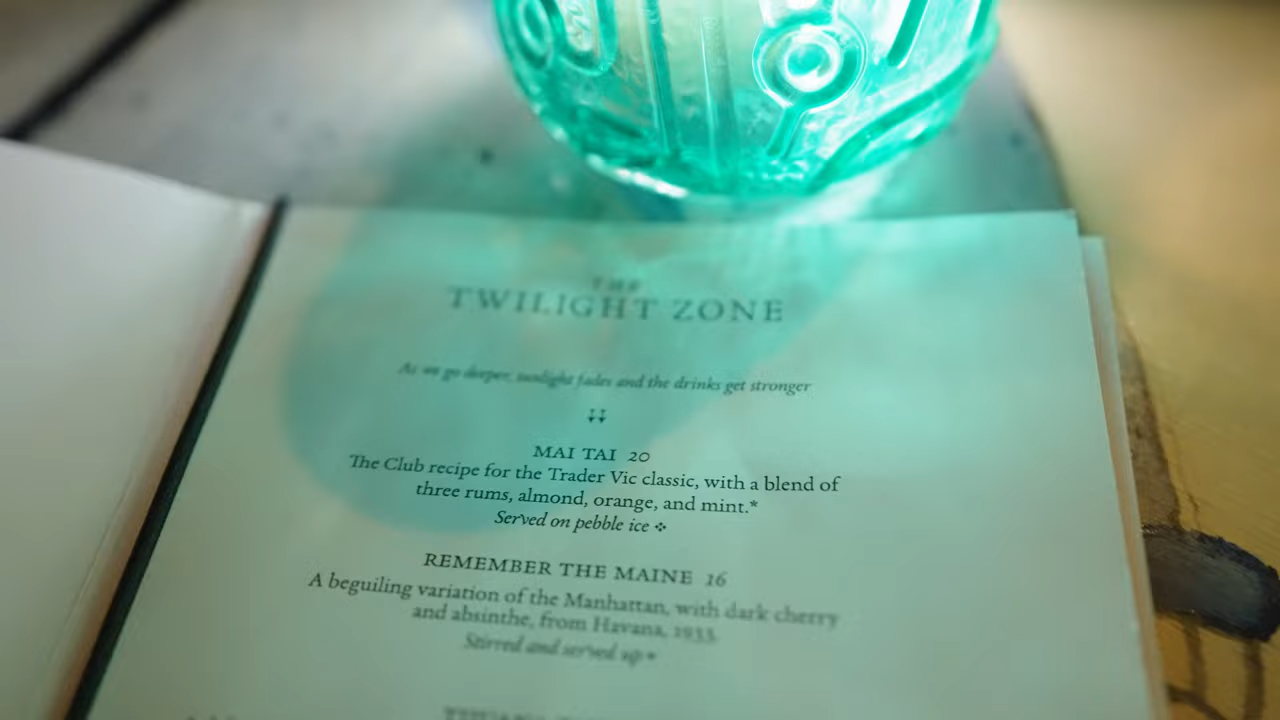 THE
TWILIGHT ZONE
As we go deeper, sunlight fades and the drinks get stronger
MAI TAI 20
The Club recipe for the Trader Vic classic, with a blend of
three rums, almond, orange, and mint.*
Served on pebble ice
REMEMBER THE MAINE 16
A beguiling variation of the Manhattan, with dark cherry
and absinthe, from Havana, 1933.
Stirred and served up